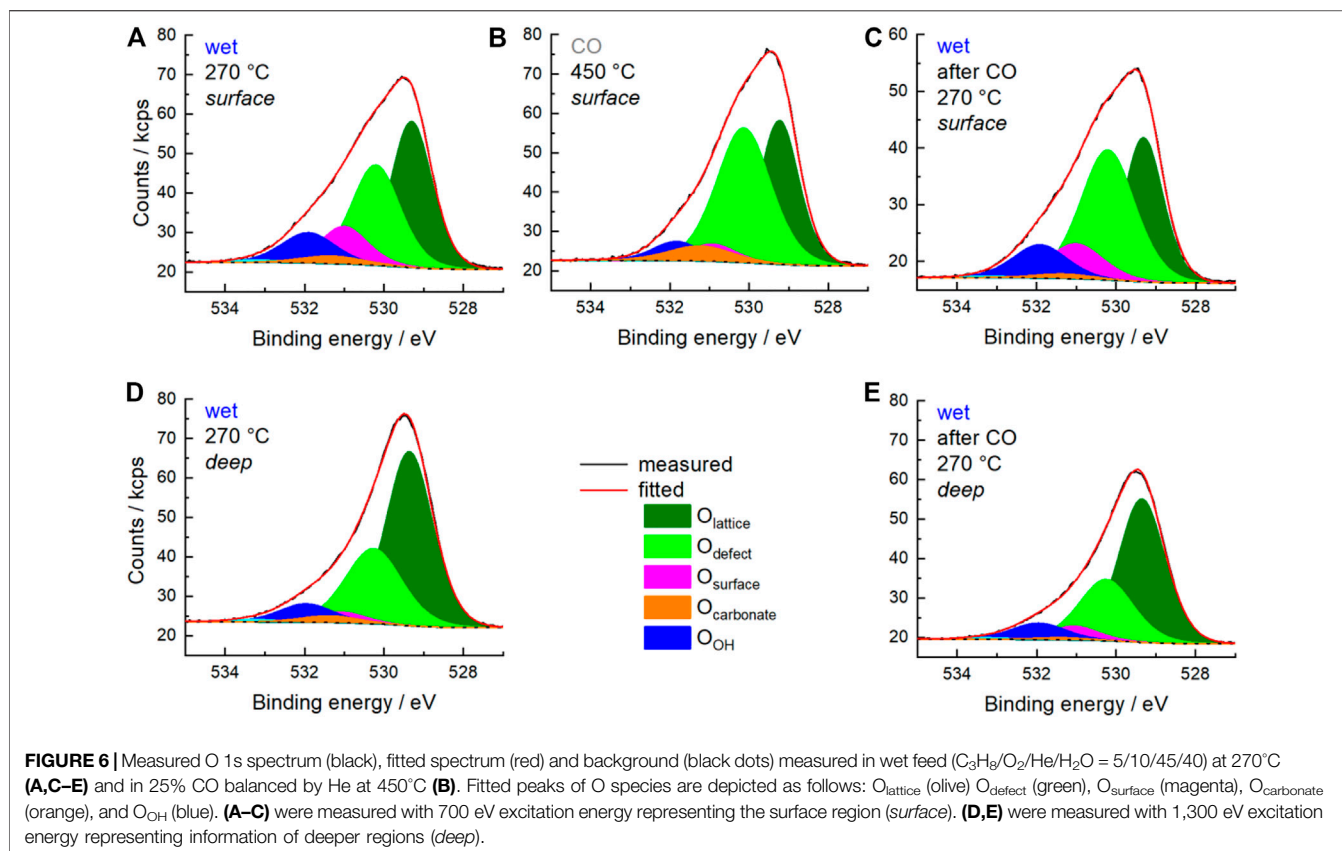 A
wet
270 °C
surface
80
70
60
50
40
30
20
Counts / kcps
534 532 530 528
Binding energy / eV
B
CO
450 °C
surface
80
70
60
50
40
30
20
534 532 530 528
Binding energy / eV
C
wet
after CO
270 °C
surface
60
50
40
30
20
534 532 530 528
Binding energy / eV
D
wet
270 °C
deep
80
70
60
50
40
30
20
Counts / kcps
534 532 530 528
Binding energy / eV
measured
fitted
Olattice
Odefect
Osurface
Ocarbonate
OOH
E
wet
after CO
270 °C
deep
80
70
60
50
40
30
20
534 532 530 528
Binding energy / eV
FIGURE 6 | Measured O 1s spectrum (black), fitted spectrum (red) and background (black dots) measured in wet feed (C3H8/O2/He/H2O = 5/10/45/40) at 270°C
(A,C–E) and in 25% CO balanced by He at 450°C (B). Fitted peaks of O species are depicted as follows: Olattice (olive) Odefect (green), Osurface (magenta), Ocarbonate
(orange), and OOH (blue). (A–C) were measured with 700 eV excitation energy representing the surface region (surface). (D,E) were measured with 1,300 eV excitation
energy representing information of deeper regions (deep).